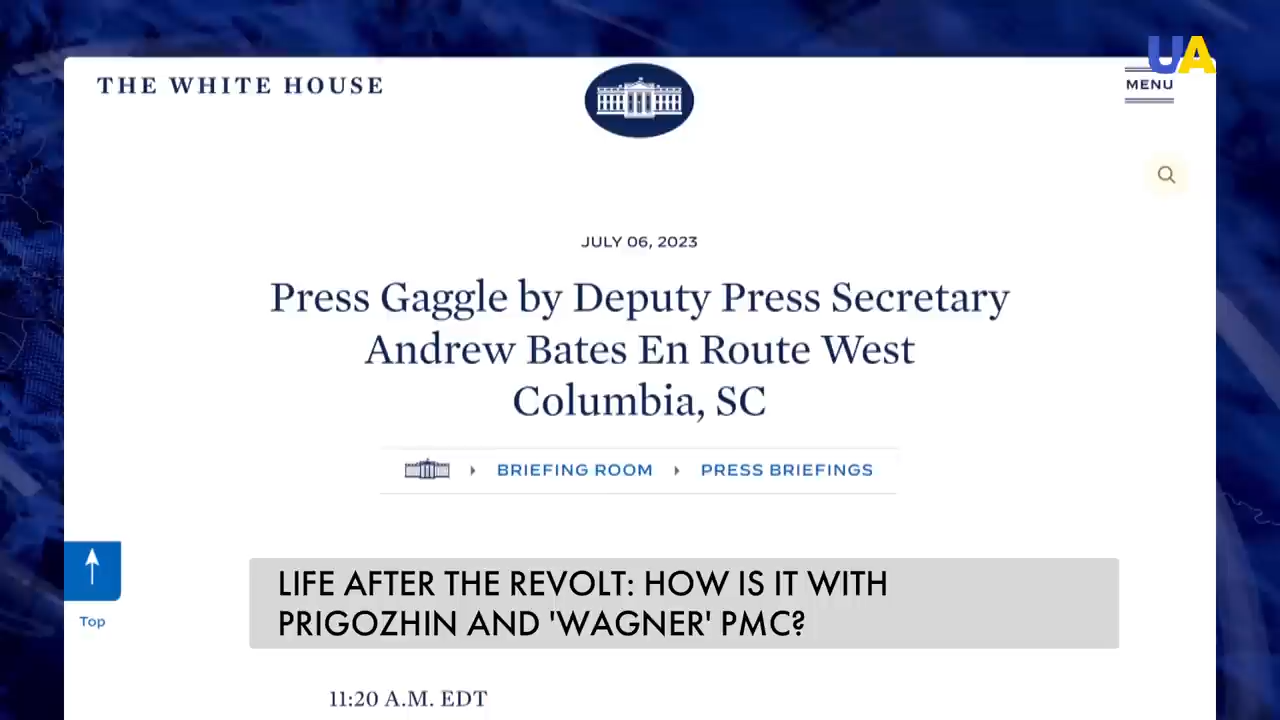 UA
THE WHITE HOUSE
MENU
JULY 06, 2023
Press Gaggle by Deputy Press Secretary
Andrew Bates En Route West
Columbia, SC
BRIEFING ROOM
PRESS BRIEFINGS
Top
LIFE AFTER THE REVOLT: HOW IS IT WITH
PRIGOZHIN AND 'WAGNER' PMC?
11:20 A.M. EDT